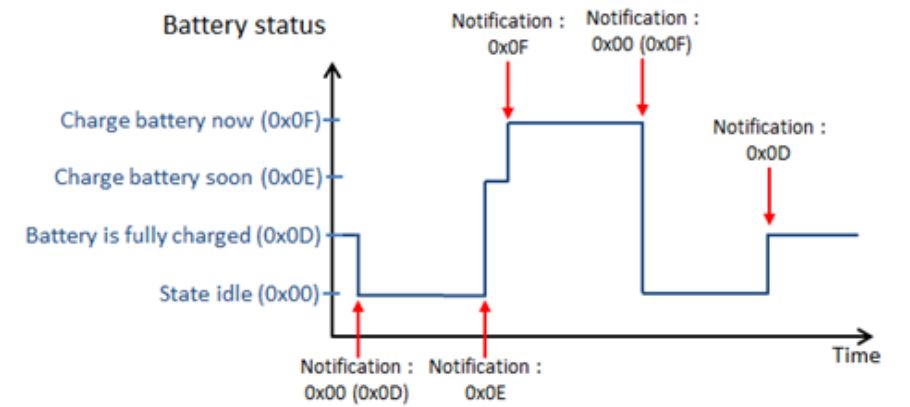 Battery status
Notification :
0x0F
Notification :
0x00 (0x0F)
Charge battery now (0x0F)
Notification :
0x0D
Charge battery soon (0x0E)
Battery is fully charged (0x0D)
State idle (0x00)
Time
Notification :
0x00 (0x0D)
Notification :
0x0E